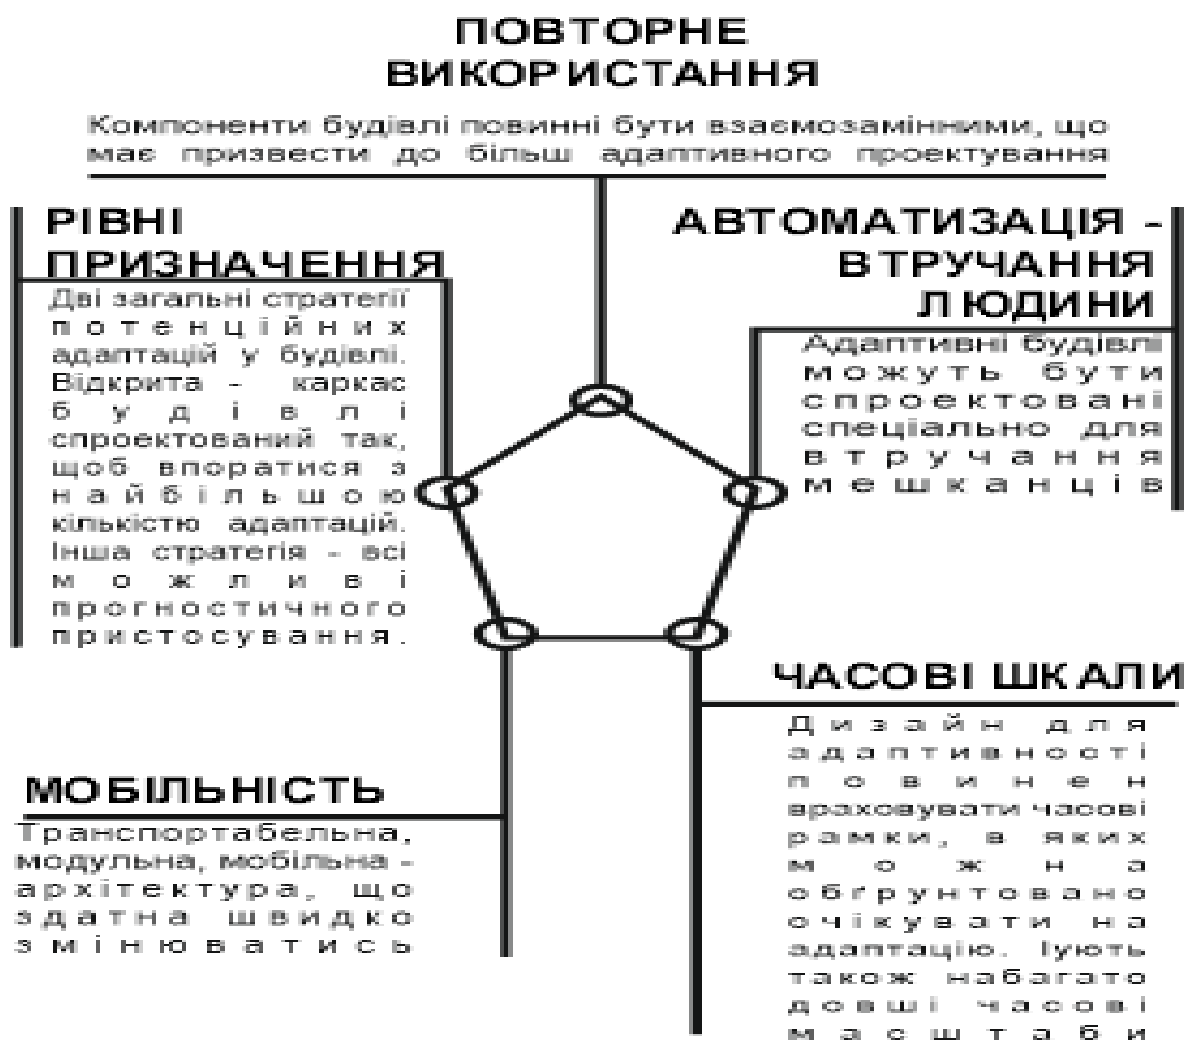 ПОВТОРНЕ
ВИКОРИСТАННЯ
Компоненти будівлі повинні бути взаємозамінними, що
має призвести до більш адаптивного проектування
РІВНІ
ПРИЗНАЧЕННЯ
Дві загальні стратегії
потенційних
адаптацій у будівлі.
Відкрита - каркас
будівлі
спроектований так,
щоб впоратися з
найбільшою
кількістю адаптацій.
Інша стратегія - всі
можливі
прогностичного
пристосування.
АВТОМАТИЗАЦІЯ -
ВТРУЧАННЯ
ЛЮДИНИ
Адаптивні будівлі
можуть бути
спроектовані
спеціально для
втручання
мешканців
МОБІЛЬНІСТЬ
Транспортабельна,
модульна, мобільна -
архітектура, що
здатна швидко
змінюватись
ЧАСОВІ ШКАЛИ
Дизайн для
адаптивності
повинен
враховувати часові
рамки, в яких
можна
обґрунтовано
очікувати на
адаптацію. Іують
також набагато
довші часові
масштаби